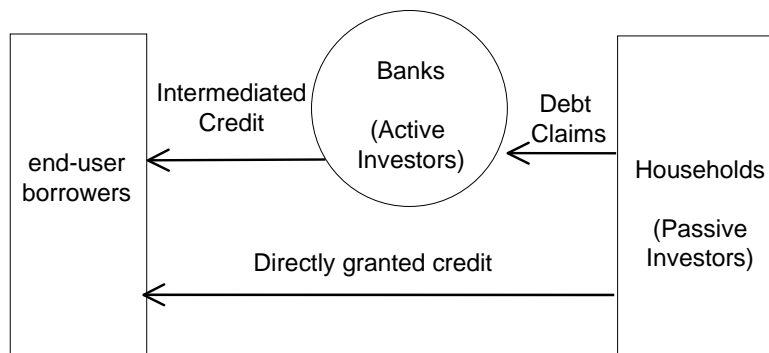 end-user
borrowers
Intermediated
Credit
Banks
(Active
Investors)
Debt
Claims
Households
(Passive
Investors)
Directly granted credit